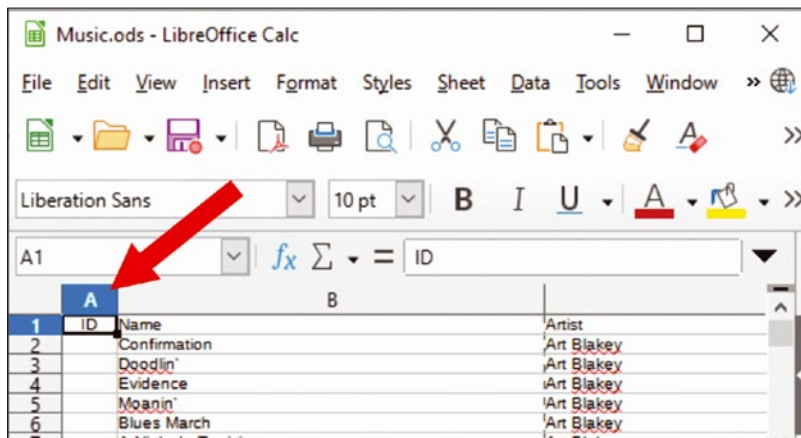 Music.ods - LibreOffice Calc
File Edit View Insert Format Styles Sheet Data Tools Window »
Liberation Sans 10 pt B I U A
A1 fx Σ = ID
A B
1 ID Name Artist
2 Confirmation Art Blakey
3 Doodlin` Art Blakey
4 Evidence Art Blakey
5 Moanin` Art Blakey
6 Blues March Art Blakey